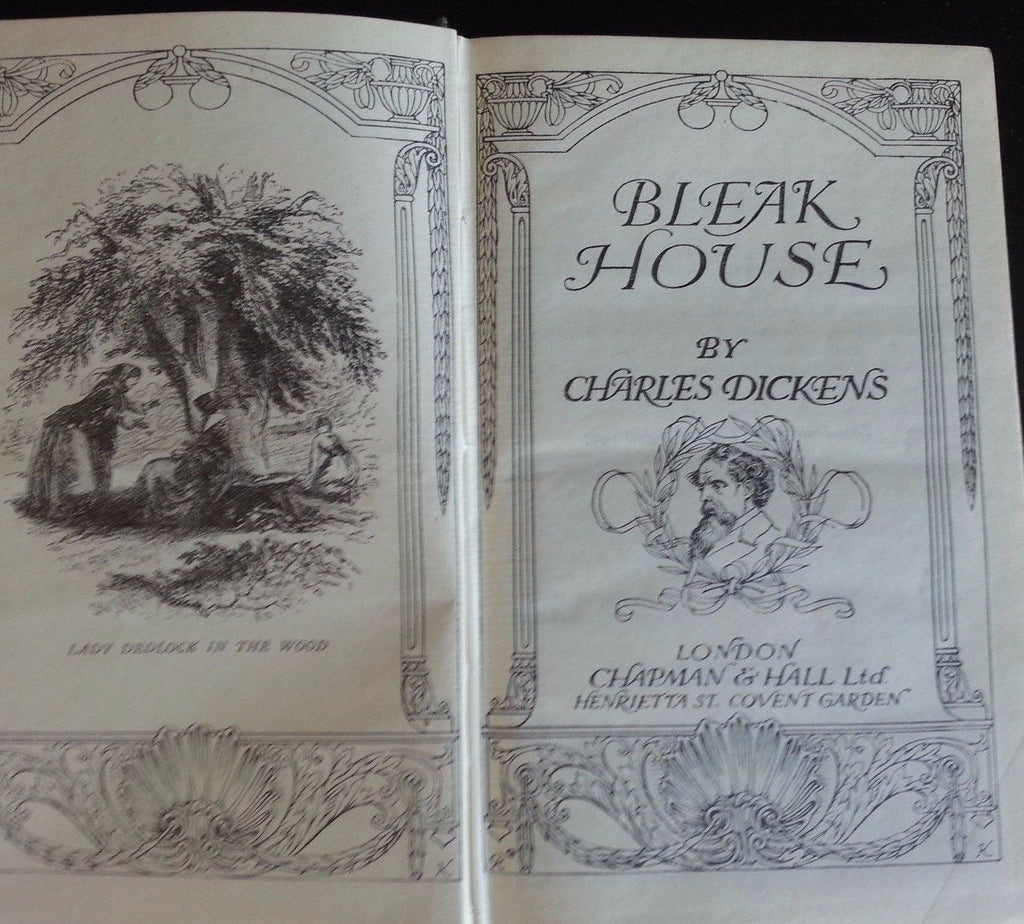 LADY DEDLOCK IN THE WOOD
BLEAK
HOUSE
BY
CHARLES DICKENS
LONDON
CHAPMAN & HALL Ltd.
HENRIETTA ST. COVENT GARDEN